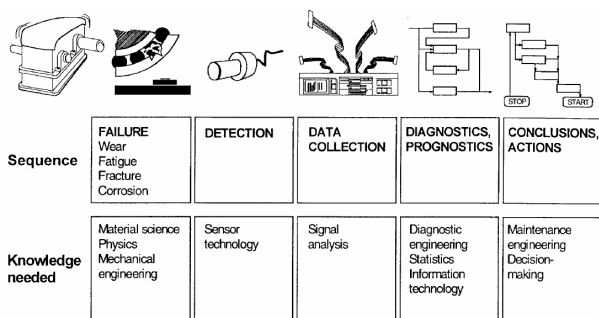 STOP
START
Sequence
FAILURE
Wear
Fatigue
Fracture
Corrosion
DETECTION
DATA
COLLECTION
DIAGNOSTICS,
PROGNOSTICS
CONCLUSIONS,
ACTIONS
Knowledge
needed
Material science
Physics
Mechanical
engineering
Sensor
technology
Signal
analysis
Diagnostic
engineering
Statistics
Information
technology
Maintenance
engineering
Decision-
making